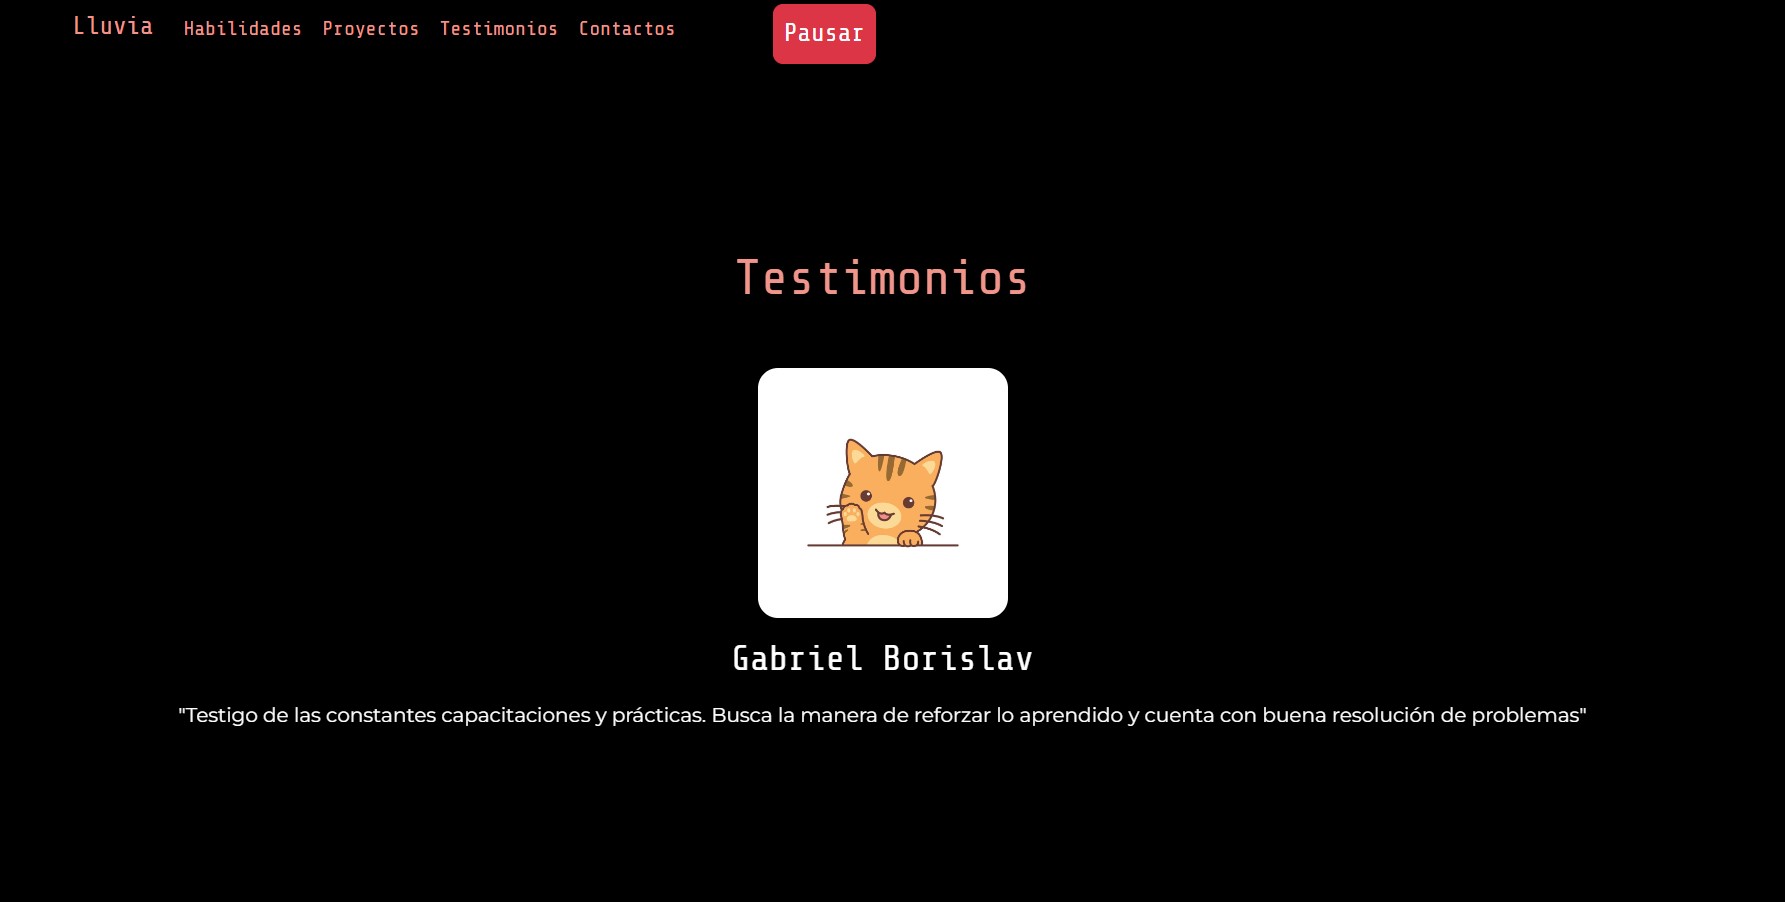 Lluvia Habilidades Proyectos Testimonios Contactos Pausar
Testimonios
Gabriel Borislav
"Testigo de las constantes capacitaciones y prácticas. Busca la manera de reforzar lo aprendido y cuenta con buena resolución de problemas"